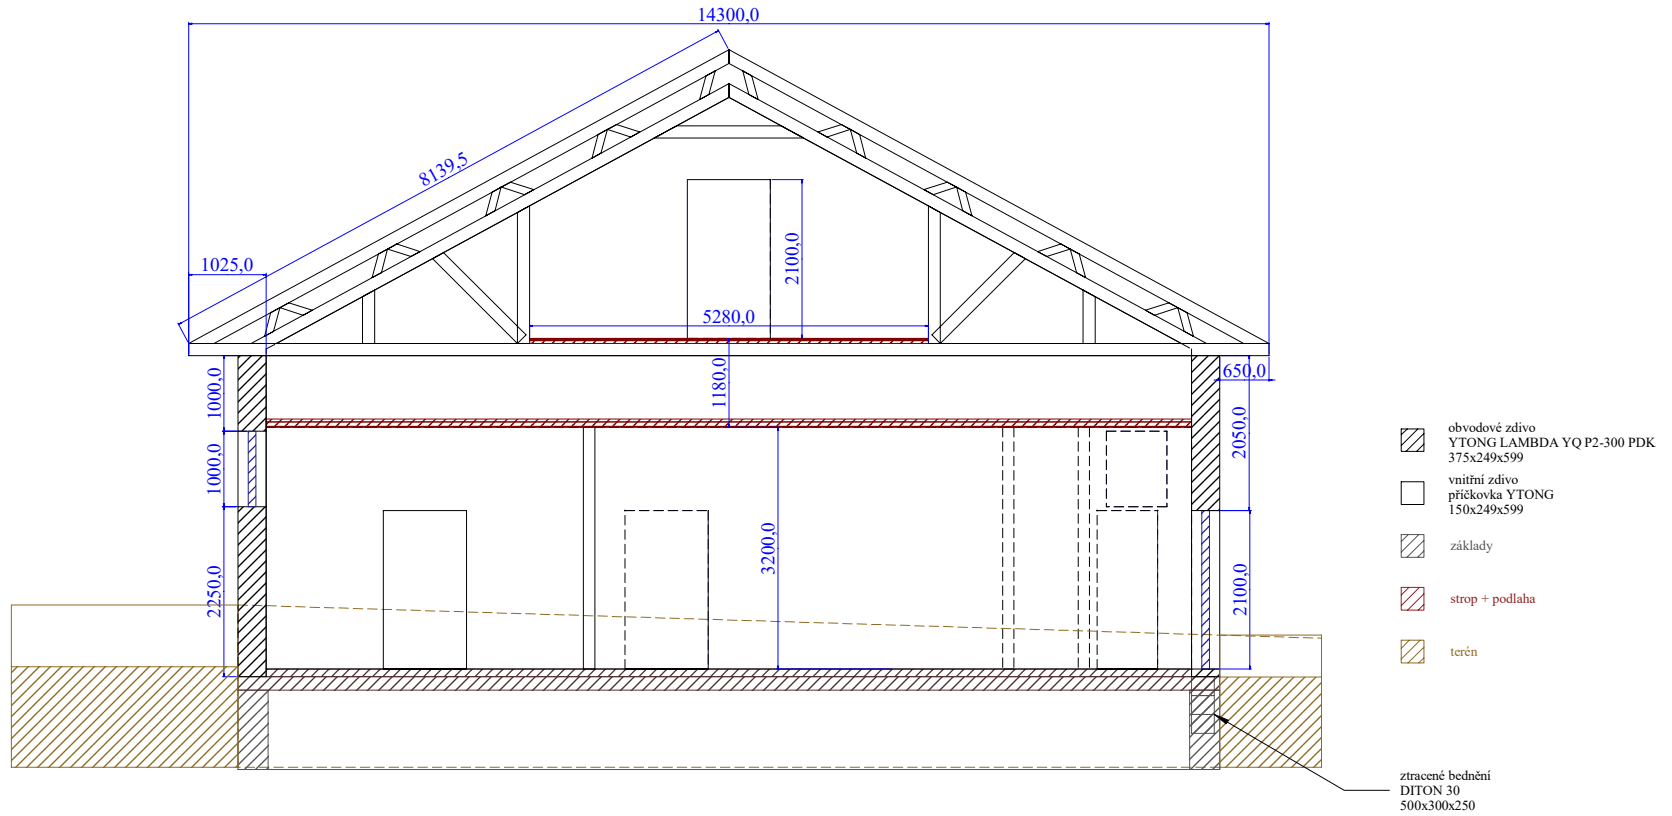 14300,0
8139,5
1025,0
2100,0
5280,0
1180,0
650,0
1000,0
2050,0
1000,0
3200,0
2250,0
2100,0
obvodové zdivo
YTONG LAMBDA YQ P2-300 PDK
375x249x599
vnitřní zdivo
příčkovka YTONG
150x249x599
základy
strop + podlaha
terén
ztracené bednění
DITON 30
500x300x250